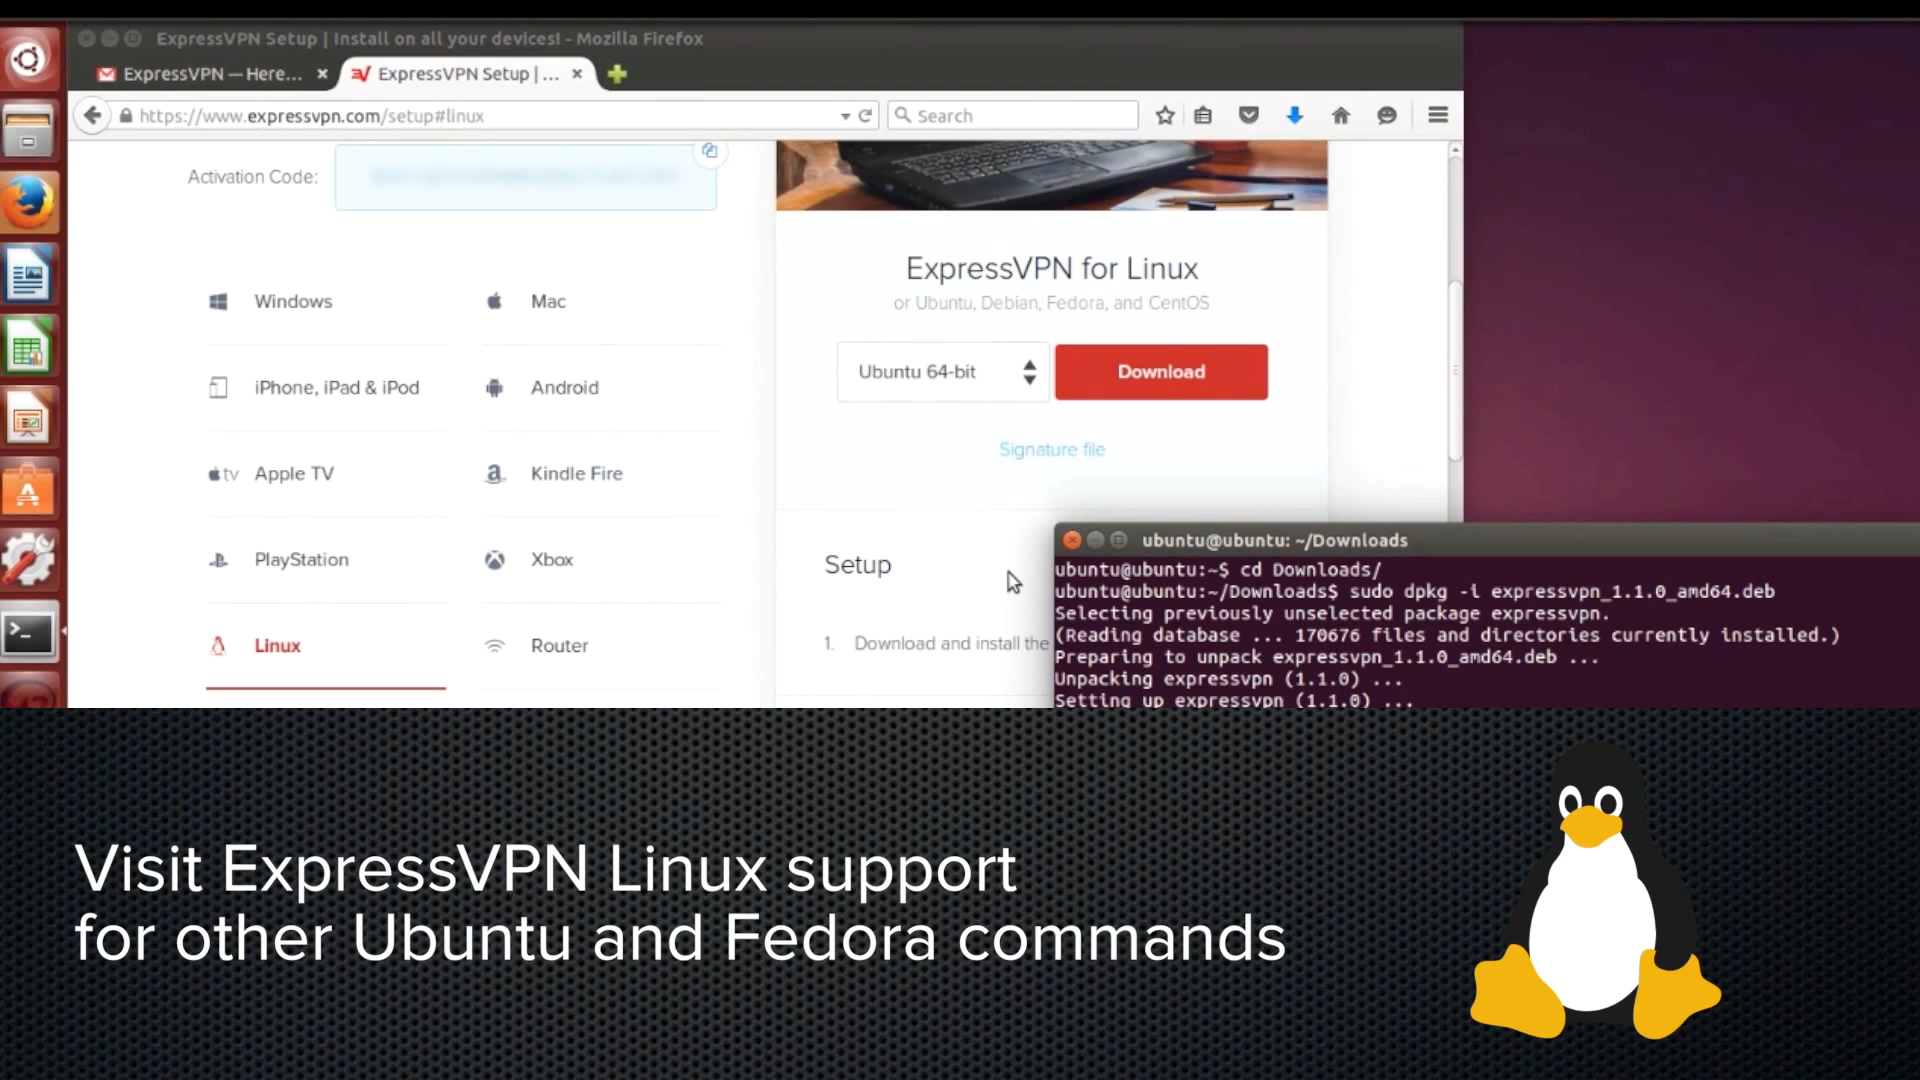 ExpressVPN Setup | Install on all your devices! - Mozilla Firefox
ExpressVPN — Here...
ExpressVPN Setup | ...
https://www.expressvpn.com/setup#linux
Search
Activation Code:
Windows
Mac
iPhone, iPad & iPod
Android
tv Apple TV
a Kindle Fire
PlayStation
Xbox
Linux
Router
ExpressVPN for Linux
or Ubuntu, Debian, Fedora, and CentOS
Ubuntu 64-bit
Download
Signature file
Setup
1. Download and install the
ubuntu@ubuntu: ~/Downloads
ubuntu@ubuntu:~$ cd Downloads/
ubuntu@ubuntu:~/Downloads$ sudo dpkg -i expressvpn_1.1.0_amd64.deb
Selecting previously unselected package expressvpn.
(Reading database ... 170676 files and directories currently installed.)
Preparing to unpack expressvpn_1.1.0_amd64.deb ...
Unpacking expressvpn (1.1.0) ...
Setting up expressvpn (1.1.0) ...
Visit ExpressVPN Linux support
for other Ubuntu and Fedora commands